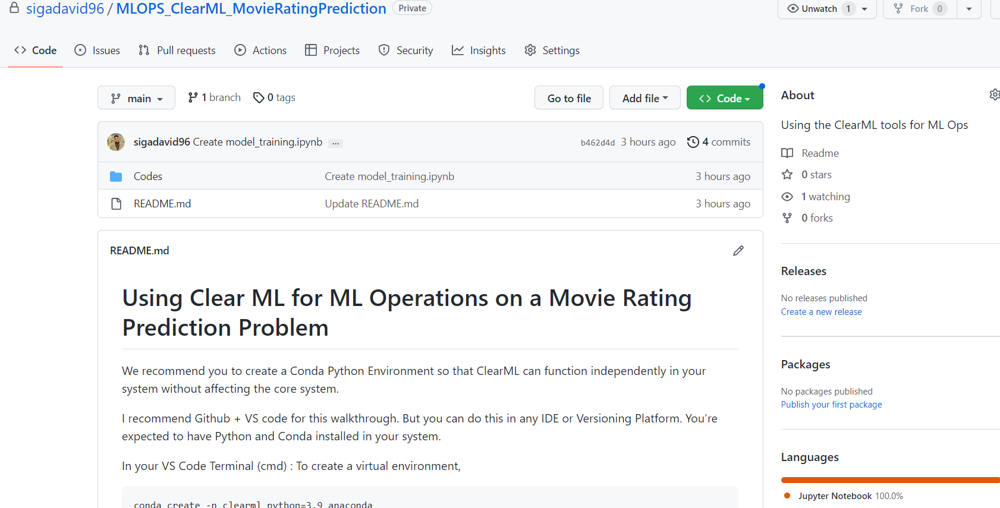 sigadavid96 / MLOPS_ClearML_MovieRatingPrediction Private
Unwatch 1
Fork 0
Code Issues Pull requests Actions Projects Security Insights Settings
main 1 branch 0 tags Go to file Add file Code
sigadavid96 Create model_training.ipynb ... b462d4d 3 hours ago 4 commits
Codes Create model_training.ipynb 3 hours ago
README.md Update README.md 3 hours ago
README.md
Using Clear ML for ML Operations on a Movie Rating
Prediction Problem
We recommend you to create a Conda Python Environment so that ClearML can function independently in your
system without affecting the core system.
I recommend Github + VS code for this walkthrough. But you can do this in any IDE or Versioning Platform. You’re
expected to have Python and Conda installed in your system.
In your VS Code Terminal (cmd) : To create a virtual environment,
conda create -n clearml python=3.9 anaconda
About
Using the ClearML tools for ML Ops
Readme
0 stars
1 watching
0 forks
Releases
No releases published
Create a new release
Packages
No packages published
Publish your first package
Languages
Jupyter Notebook 100.0%